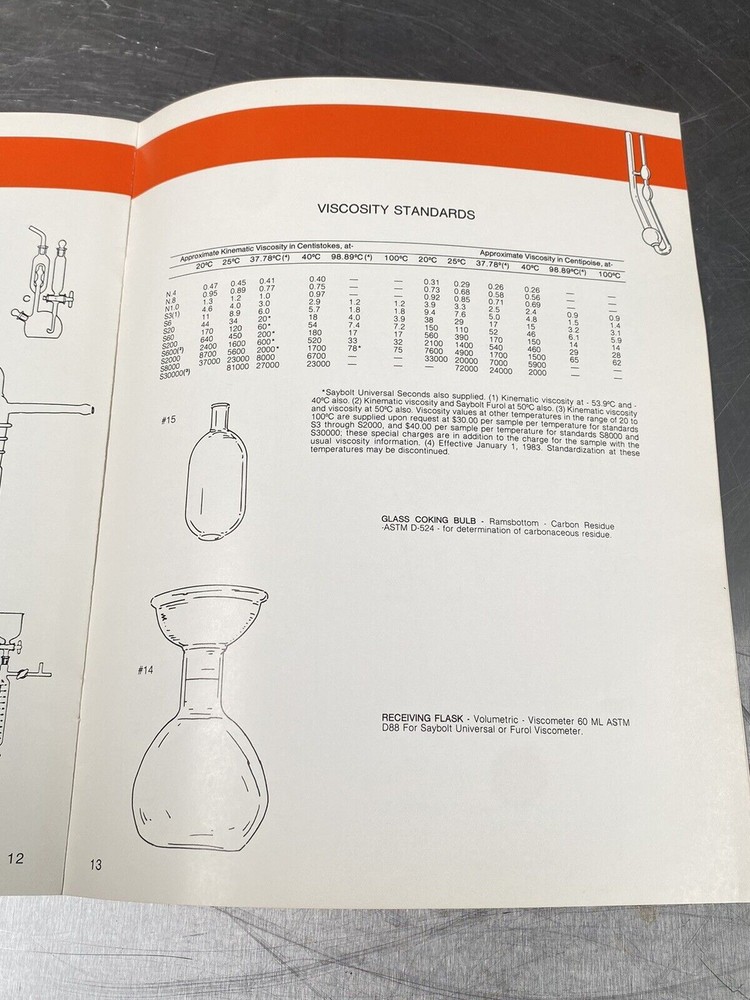 VISCOSITY STANDARDS
Approximate Kinematic Viscosity in Centistokes, at- Approximate Viscosity in Centipoise, at-
20ºC 25ºC 37.78ºC(⁴) 40ºC 98.89ºC(⁴) 100ºC 20ºC 25ºC 37.78º(⁴) 40ºC 98.89ºC(⁴) 100ºC
N.4 0.47 0.45 0.41 0.40 — — 0.31 0.29 0.26 0.26 — —
N.8 0.95 0.89 0.77 0.75 — — 0.73 0.68 0.58 0.56 — —
N1.0 1.3 1.2 1.0 0.97 — — 0.92 0.85 0.71 0.69 — —
S3(1) 4.6 4.0 3.0 2.9 1.2 1.2 3.9 3.3 2.5 2.4 0.9 0.9
S6 11 8.9 6.0 5.7 1.8 1.8 9.4 7.6 5.0 4.8 1.5 1.4
S20 44 34 20* 18 4.0 3.9 38 29 17 15 3.2 3.1
S60 170 120 60* 54 7.4 7.2 150 110 52 46 6.1 5.9
S200 640 450 200* 180 17 17 560 390 170 150 14 14
S600(²) 2400 1600 600* 520 33 32 2100 1400 540 460 29 28
S2000 8700 5600 2000* 1700 78* 75 7600 4900 1700 1500 65 62
S8000 37000 23000 8000 6700 — — 33000 20000 7000 5900 — —
S30000(³) 81000 27000 23000 — — — 72000 24000 2000 — —
*Saybolt Universal Seconds also supplied. (1) Kinematic viscosity at - 53.9ºC and -
40ºC also. (2) Kinematic viscosity and Saybolt Furol at 50ºC also. (3) Kinematic viscosity
and viscosity at 50ºC also. Viscosity values at other temperatures in the range of 20 to
100ºC are supplied upon request at $30.00 per sample per temperature for standards
S3 through S2000, and $40.00 per sample per temperature for standards S8000 and
S30000; these special charges are in addition to the charge for the sample with the
usual viscosity information. (4) Effective January 1, 1983. Standardization at these
temperatures may be discontinued.
#15
GLASS COKING BULB - Ramsbottom - Carbon Residue
-ASTM D-524 - for determination of carbonaceous residue.
#14
RECEIVING FLASK - Volumetric - Viscometer 60 ML ASTM
D88 For Saybolt Universal or Furol Viscometer.
12
13